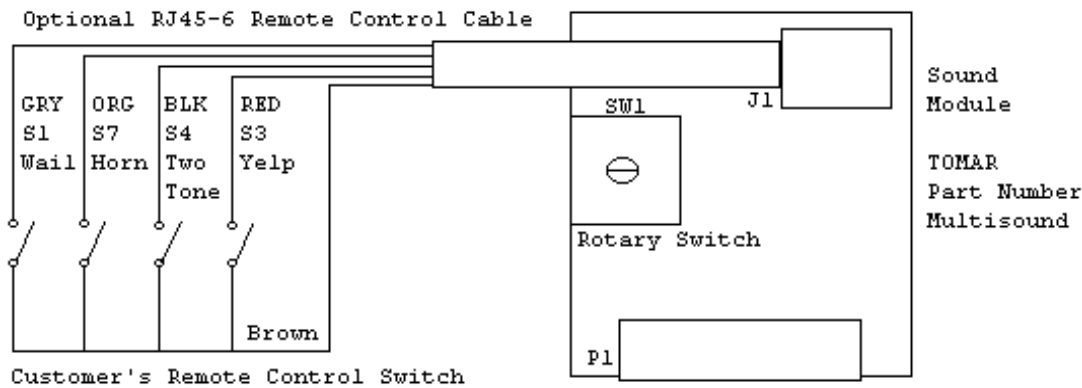 Optional RJ45-6 Remote Control Cable
GRY
S1
Wail
ORG
S7
Horn
BLK
S4
Two
Tone
RED
S3
Yelp
Brown
Customer's Remote Control Switch
J1
SW1
Rotary Switch
P1
Sound
Module
TOMAR
Part Number
Multisound